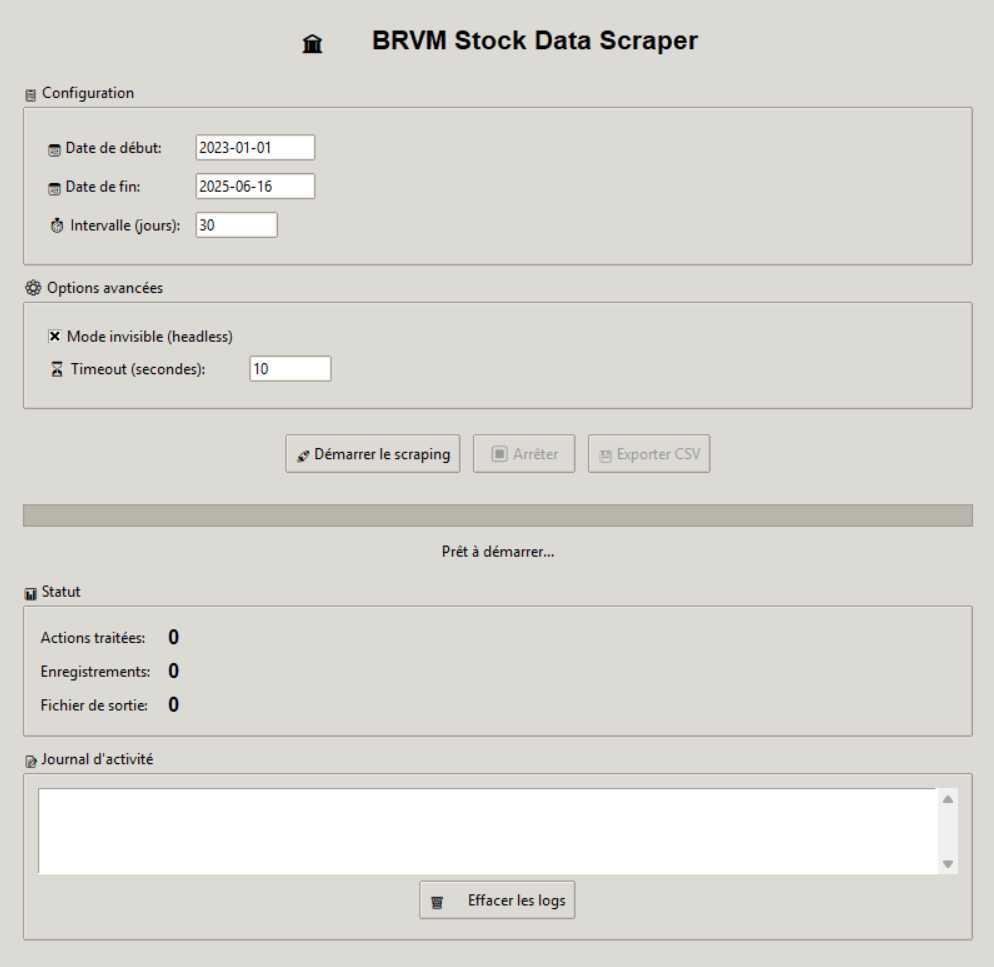 BRVM Stock Data Scraper
Configuration
Date de début: 2023-01-01
Date de fin: 2025-06-16
Intervalle (jours): 30
Options avancées
Mode invisible (headless)
Timeout (secondes): 10
Démarrer le scraping Arrêter Exporter CSV
Prêt à démarrer...
Statut
Actions traitées: 0
Enregistrements: 0
Fichier de sortie: 0
Journal d'activité
Effacer les logs